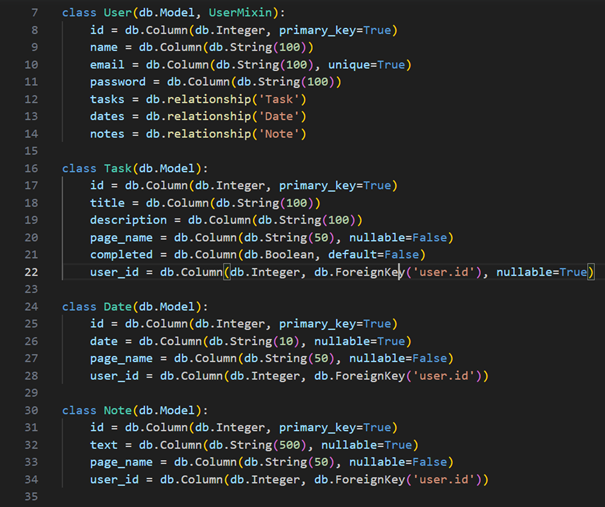 7 class User(db.Model, UserMixin):
8     id = db.Column(db.Integer, primary_key=True)
9     name = db.Column(db.String(100))
10     email = db.Column(db.String(100), unique=True)
11     password = db.Column(db.String(100))
12     tasks = db.relationship('Task')
13     dates = db.relationship('Date')
14     notes = db.relationship('Note')
15
16 class Task(db.Model):
17     id = db.Column(db.Integer, primary_key=True)
18     title = db.Column(db.String(100))
19     description = db.Column(db.String(100))
20     page_name = db.Column(db.String(50), nullable=False)
21     completed = db.Column(db.Boolean, default=False)
22     user_id = db.Column(db.Integer, db.ForeignKey('user.id'), nullable=True)
23
24 class Date(db.Model):
25     id = db.Column(db.Integer, primary_key=True)
26     date = db.Column(db.String(10), nullable=True)
27     page_name = db.Column(db.String(50), nullable=False)
28     user_id = db.Column(db.Integer, db.ForeignKey('user.id'))
29
30 class Note(db.Model):
31     id = db.Column(db.Integer, primary_key=True)
32     text = db.Column(db.String(500), nullable=True)
33     page_name = db.Column(db.String(50), nullable=False)
34     user_id = db.Column(db.Integer, db.ForeignKey('user.id'))
35